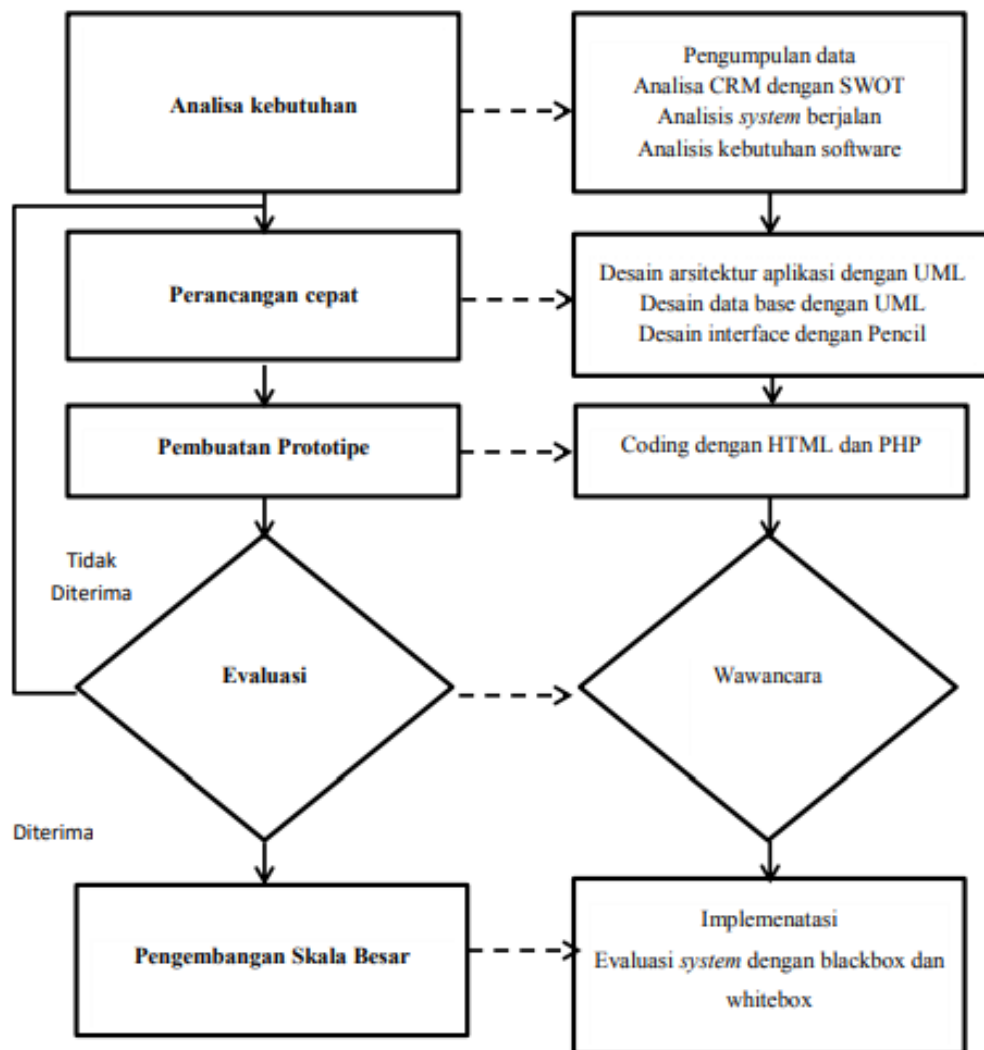 Analisa kebutuhan
Pengumpulan data
Analisa CRM dengan SWOT
Analisis system berjalan
Analisis kebutuhan software
Perancangan cepat
Desain arsitektur aplikasi dengan UML
Desain data base dengan UML
Desain interface dengan Pencil
Pembuatan Prototipe
Coding dengan HTML dan PHP
Tidak
Diterima
Evaluasi
Wawancara
Diterima
Pengembangan Skala Besar
Implemenatasi
Evaluasi system dengan blackbox dan
whitebox